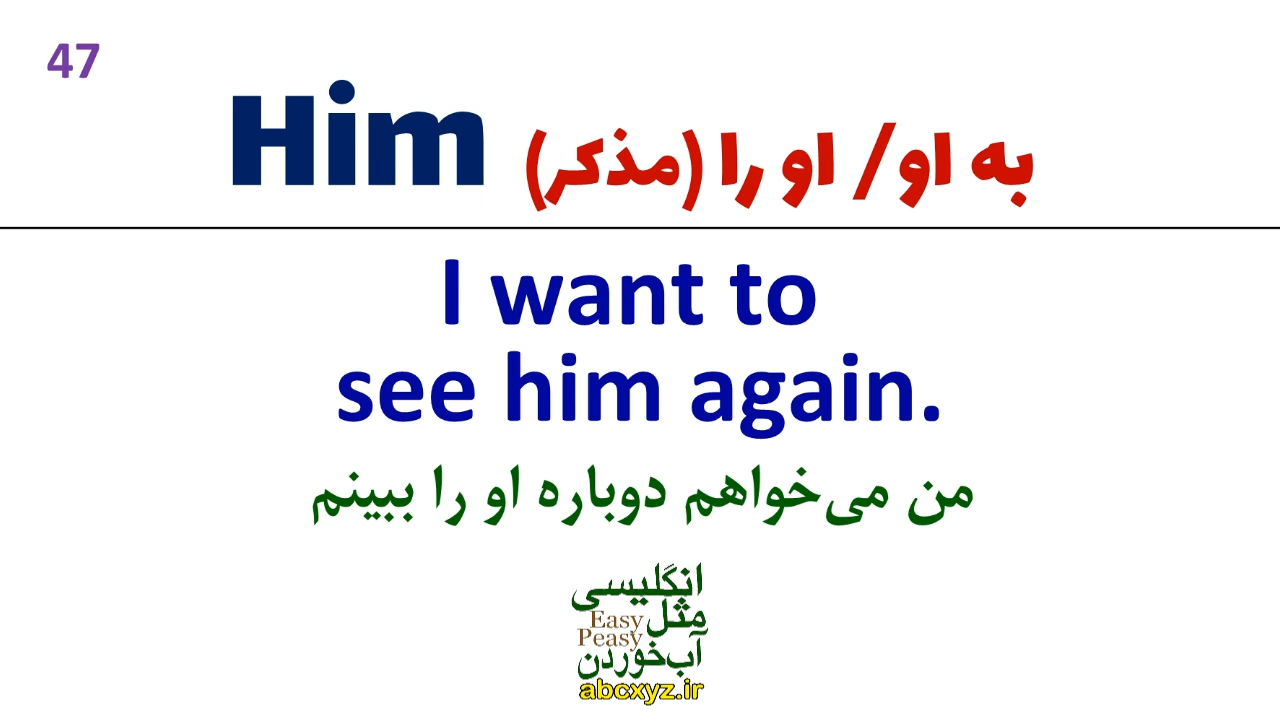 47
Him به او/ او را (مذکر)
I want to
see him again.
من می‌خواهم دوباره او را ببینم
انگلیسی
مثل
Easy
Peasy
آب‌خوردن
abcxyz.ir